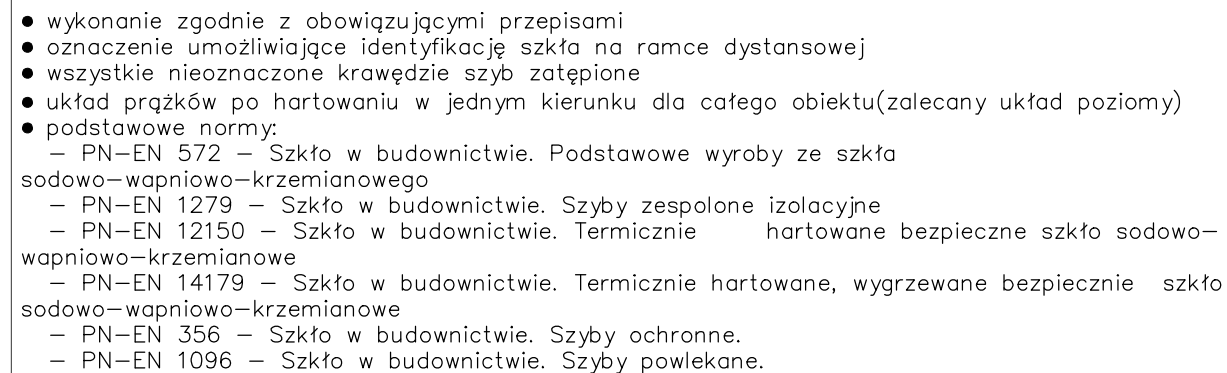 ● wykonanie zgodnie z obowiązującymi przepisami
● oznaczenie umożliwiające identyfikację szkła na ramce dystansowej
● wszystkie nieoznaczone krawędzie szyb zatępione
● układ prążków po hartowaniu w jednym kierunku dla całego obiektu(zalecany układ poziomy)
● podstawowe normy:
– PN–EN 572 – Szkło w budownictwie. Podstawowe wyroby ze szkła
sodowo–wapniowo–krzemianowego
– PN–EN 1279 – Szkło w budownictwie. Szyby zespolone izolacyjne
– PN–EN 12150 – Szkło w budownictwie. Termicznie hartowane bezpieczne szkło sodowo–
wapniowo–krzemianowe
– PN–EN 14179 – Szkło w budownictwie. Termicznie hartowane, wygrzewane bezpiecznie szkło
sodowo–wapniowo–krzemianowe
– PN–EN 356 – Szkło w budownictwie. Szyby ochronne.
– PN–EN 1096 – Szkło w budownictwie. Szyby powlekane.